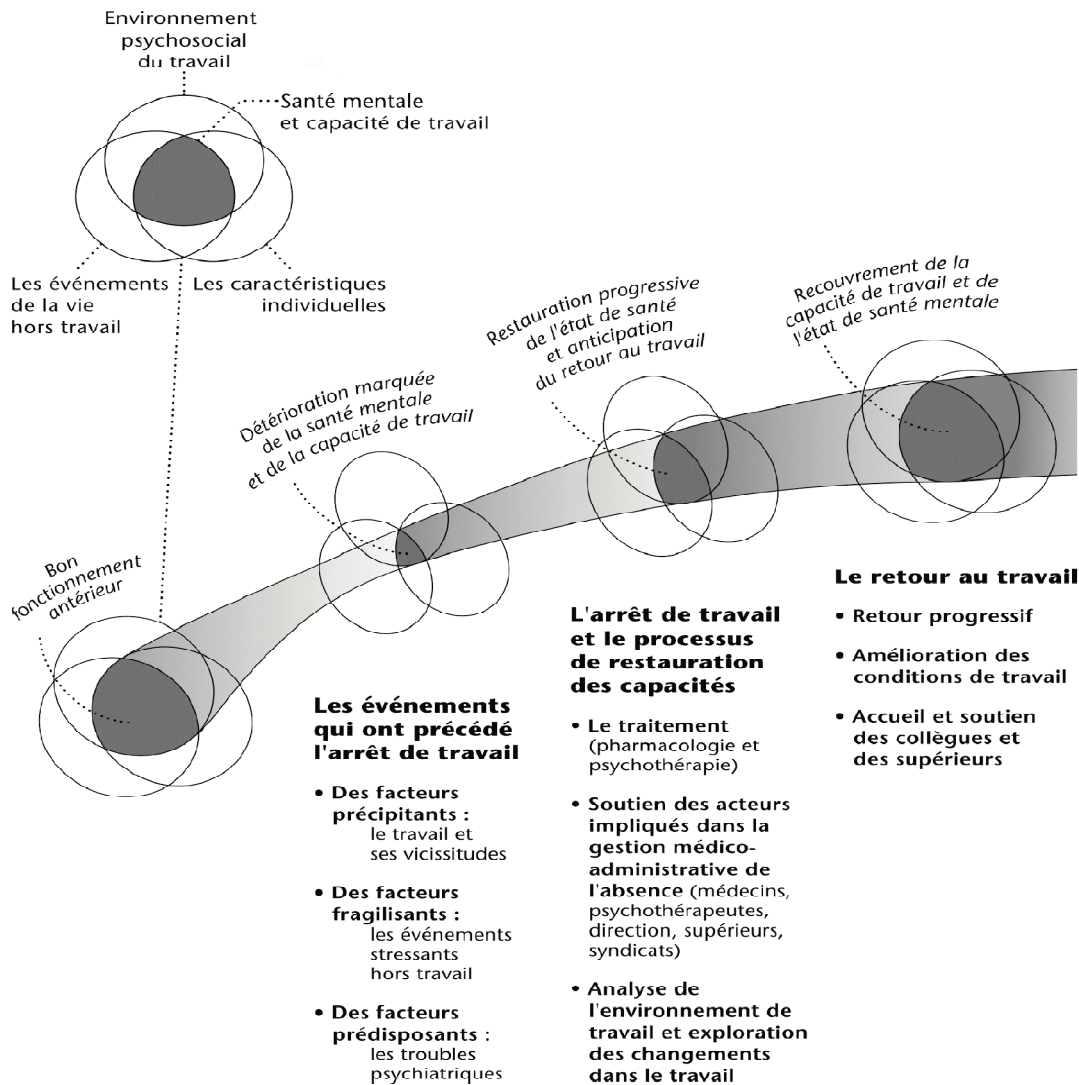 Environnement
psychosocial
du travail
Santé mentale
et capacité de travail
Les événements
de la vie
hors travail
Les caractéristiques
individuelles
Bon
fonctionnement
antérieur
Détérioration marquée
de la santé mentale
et de la capacité de travail
Restauration progressive
de l'état de santé
et anticipation
du retour au travail
Recouvrement de la
capacité de travail et de
l'état de santé mentale
Les événements
qui ont précédé
l'arrêt de travail
• Des facteurs
précipitants :
le travail et
ses vicissitudes
• Des facteurs
fragilisants :
les événements
stressants
hors travail
• Des facteurs
prédisposants :
les troubles
psychiatriques
L'arrêt de travail
et le processus
de restauration
des capacités
• Le traitement
(pharmacologie et
psychothérapie)
• Soutien des acteurs
impliqués dans la
gestion médico-
administrative de
l'absence (médecins,
psychothérapeutes,
direction, supérieurs,
syndicats)
• Analyse de
l'environnement de
travail et exploration
des changements
dans le travail
Le retour au travail
• Retour progressif
• Amélioration des
conditions de travail
• Accueil et soutien
des collègues et
des supérieurs